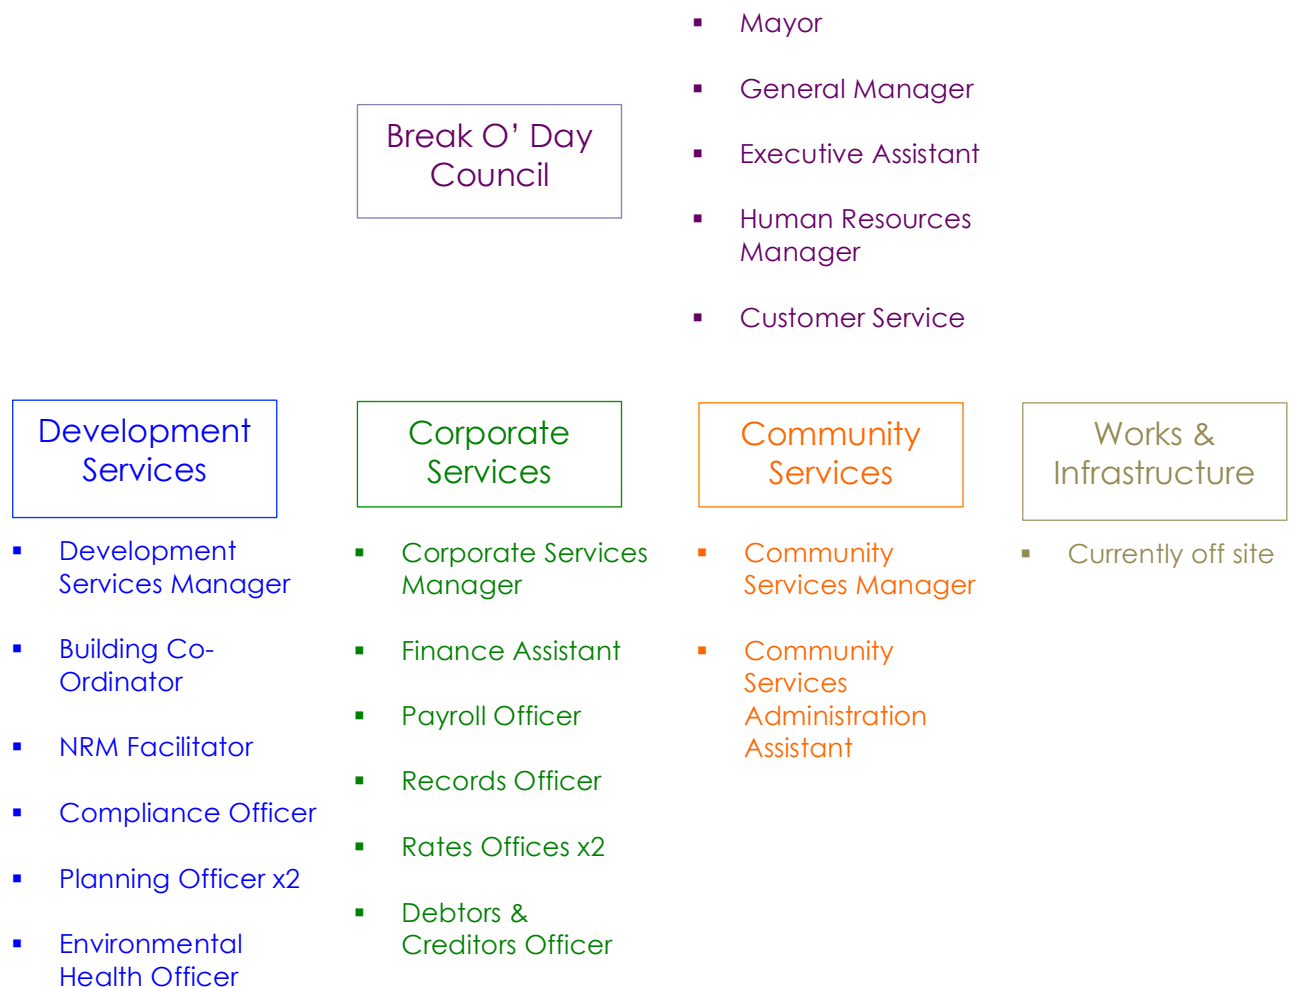 Mayor
General Manager
Break O’ Day
Council
Executive Assistant
Human Resources
Manager
Customer Service
Development
Services
Development
Services Manager
Building Co-
Ordinator
NRM Facilitator
Compliance Officer
Planning Officer x2
Environmental
Health Officer
Corporate
Services
Corporate Services
Manager
Finance Assistant
Payroll Officer
Records Officer
Rates Offices x2
Debtors &
Creditors Officer
Community
Services
Community
Services Manager
Community
Services
Administration
Assistant
Works &
Infrastructure
Currently off site